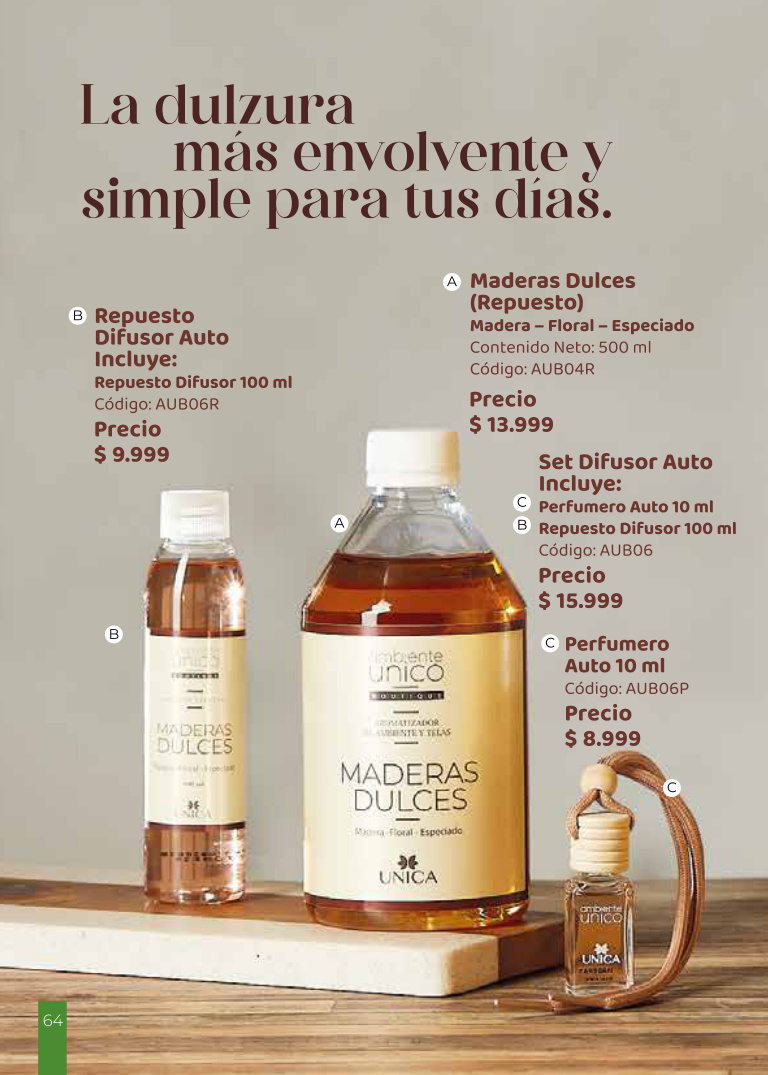 La dulzura
más envolvente y
simple para tus días.
A
Maderas Dulces
(Repuesto)
Madera – Floral – Especiado
Contenido Neto: 500 ml
Código: AUB04R
Precio
$ 13.999
B
Repuesto
Difusor Auto
Incluye:
Repuesto Difusor 100 ml
Código: AUB06R
Precio
$ 9.999
Set Difusor Auto
Incluye:
C Perfumero Auto 10 ml
B Repuesto Difusor 100 ml
Código: AUB06
Precio
$ 15.999
C
Perfumero
Auto 10 ml
Código: AUB06P
Precio
$ 8.999
A
B
C
unico
BOUTIQUE
MADERAS
DULCES
UNICA
ambiente
unico
BOUTIQUE
AROMATIZADOR
DE AMBIENTE Y TELAS
MADERAS
DULCES
Madera - Floral - Especiado
UNICA
ambiente
unico
UNICA
64